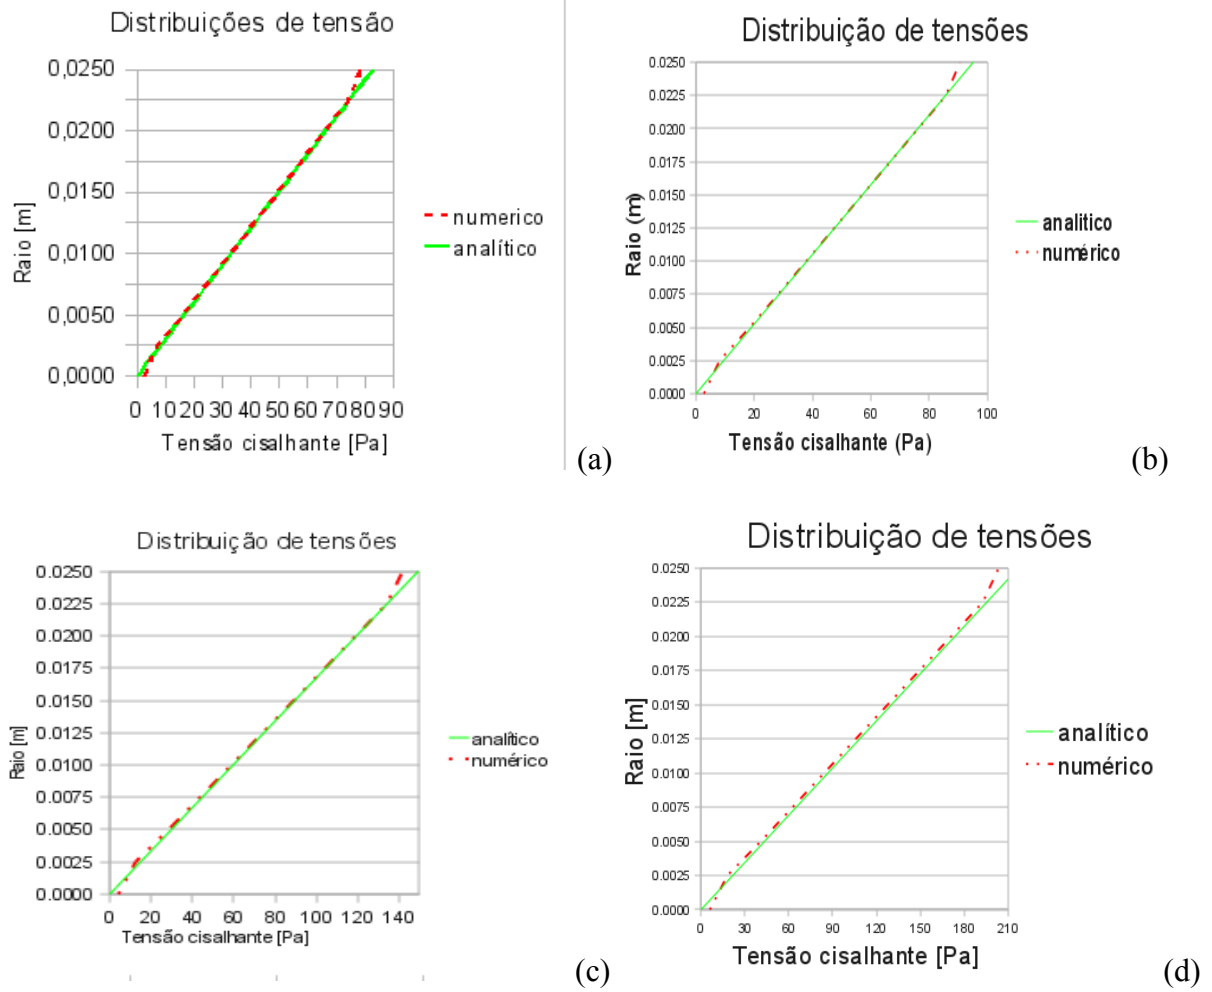 Distribuições de tensão
0,0250
0,0200
0,0150
0,0100
0,0050
0,0000
Raio [m]
0 10 20 30 40 50 60 70 80 90
Tensão cisalhante [Pa]
numerico
analítico
(a)
Distribuição de tensões
0.0250
0.0225
0.0200
0.0175
0.0150
0.0125
0.0100
0.0075
0.0050
0.0025
0.0000
Raio (m)
0 20 40 60 80 100
Tensão cisalhante (Pa)
analitico
numérico
(b)
Distribuição de tensões
0.0250
0.0225
0.0200
0.0175
0.0150
0.0125
0.0100
0.0075
0.0050
0.0025
0.0000
Raio [m]
0 20 40 60 80 100 120 140
Tensão cisalhante [Pa]
analítico
numérico
(c)
Distribuição de tensões
0.0250
0.0225
0.0200
0.0175
0.0150
0.0125
0.0100
0.0075
0.0050
0.0025
0.0000
Raio [m]
0 30 60 90 120 150 180 210
Tensão cisalhante [Pa]
analítico
numérico
(d)